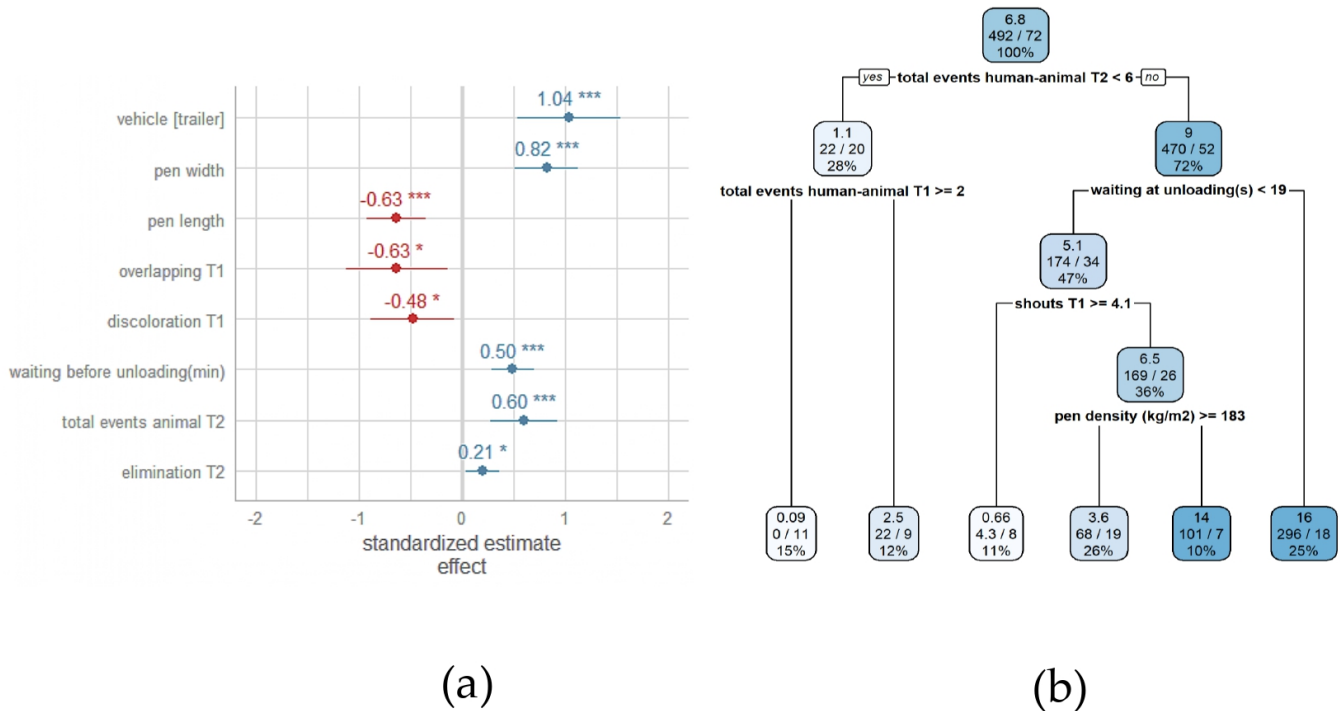 vehicle [trailer]
pen width
pen length
overlapping T1
discoloration T1
waiting before unloading(min)
total events animal T2
elimination T2
1.04 ***
0.82 ***
-0.63 ***
-0.63 *
-0.48 *
0.50 ***
0.60 ***
0.21 *
-2 -1 0 1 2
standardized estimate
effect
(a)
6.8
492 / 72
100%
yes total events human-animal T2 < 6 no
1.1
22 / 20
28%
9
470 / 52
72%
total events human-animal T1 >= 2
waiting at unloading(s) < 19
5.1
174 / 34
47%
shouts T1 >= 4.1
6.5
169 / 26
36%
pen density (kg/m2) >= 183
0.09
0 / 11
15%
2.5
22 / 9
12%
0.66
4.3 / 8
11%
3.6
68 / 19
26%
14
101 / 7
10%
16
296 / 18
25%
(b)